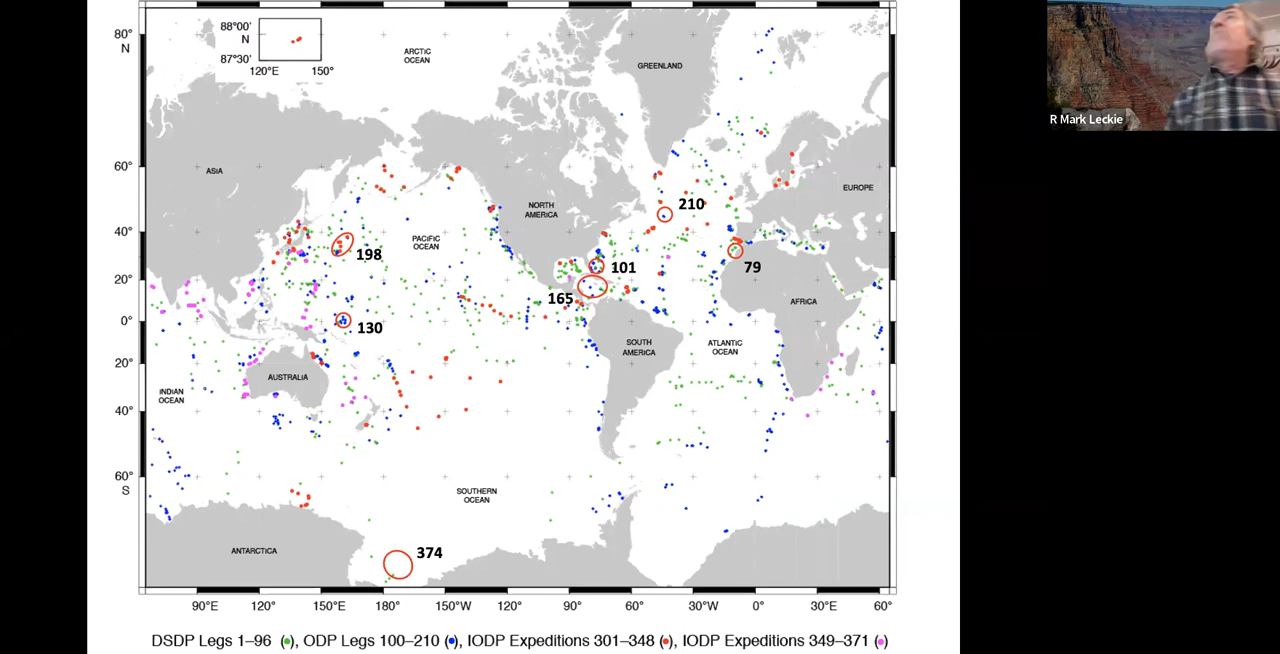 88°00'
N
87°30'
120°E 150°
80°
N
ARCTIC
OCEAN
GREENLAND
R Mark Leckie
60°
ASIA
EUROPE
NORTH
AMERICA
210
40°
PACIFIC
OCEAN
198
101
79
20°
165
AFRICA
0°
130
SOUTH
AMERICA
ATLANTIC
OCEAN
20°
AUSTRALIA
INDIAN
OCEAN
40°
60°
S
SOUTHERN
OCEAN
ANTARCTICA
374
90°E 120° 150°E 180° 150°W 120° 90° 60° 30°W 0° 30°E 60°
DSDP Legs 1–96 (•), ODP Legs 100–210 (•), IODP Expeditions 301–348 (•), IODP Expeditions 349–371 (•)